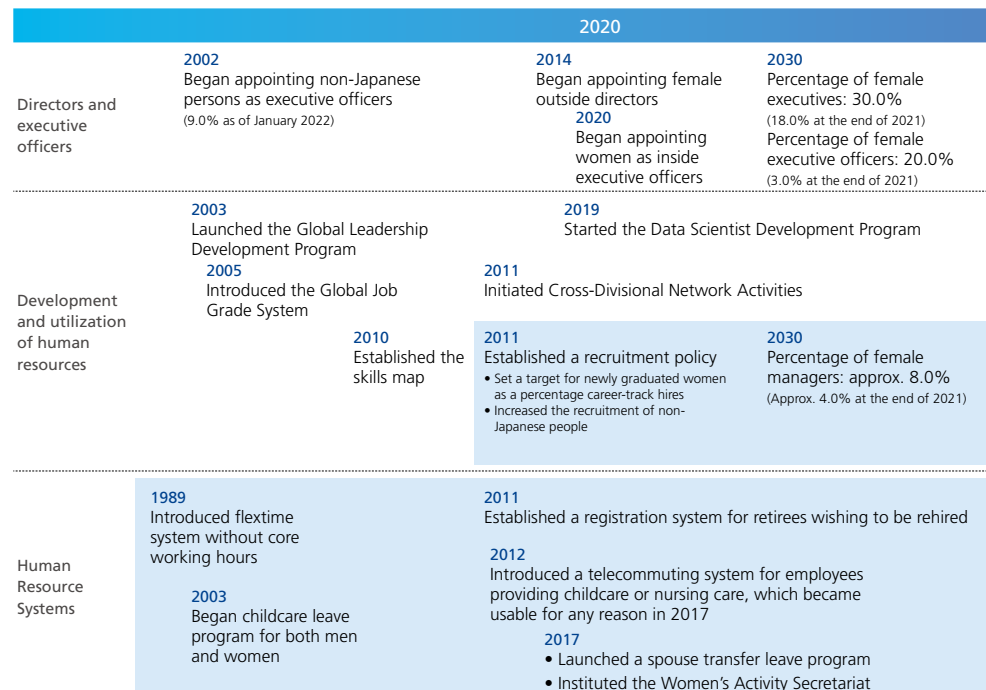 2020
Directors and
executive
officers
2002
Began appointing non-Japanese
persons as executive officers
(9.0% as of January 2022)
2014
Began appointing female
outside directors
2020
Began appointing
women as inside
executive officers
2030
Percentage of female
executives: 30.0%
(18.0% at the end of 2021)
Percentage of female
executive officers: 20.0%
(3.0% at the end of 2021)
Development
and utilization
of human
resources
2003
Launched the Global Leadership
Development Program
2019
Started the Data Scientist Development Program
2005
Introduced the Global Job
Grade System
2011
Initiated Cross-Divisional Network Activities
2010
Established the
skills map
2011
Established a recruitment policy
• Set a target for newly graduated women
as a percentage career-track hires
• Increased the recruitment of non-
Japanese people
2030
Percentage of female
managers: approx. 8.0%
(Approx. 4.0% at the end of 2021)
Human
Resource
Systems
1989
Introduced flextime
system without core
working hours
2003
Began childcare leave
program for both men
and women
2011
Established a registration system for retirees wishing to be rehired
2012
Introduced a telecommuting system for employees
providing childcare or nursing care, which became
usable for any reason in 2017
2017
• Launched a spouse transfer leave program
• Instituted the Women's Activity Secretariat